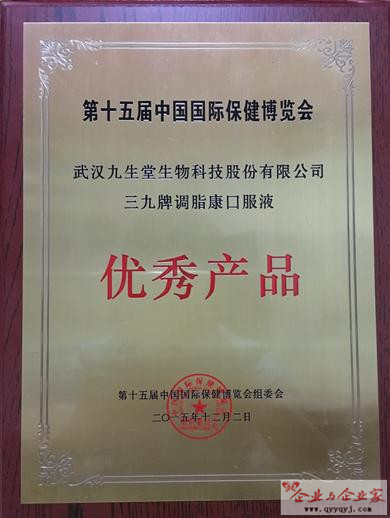 第十五届中国国际保健博览会
武汉九生堂生物科技股份有限公司
三九牌调脂康口服液
优秀产品
第十五届中国国际保健博览会组委会
二〇一五年十二月二日
企业与企业家
www.qyyqyj.com